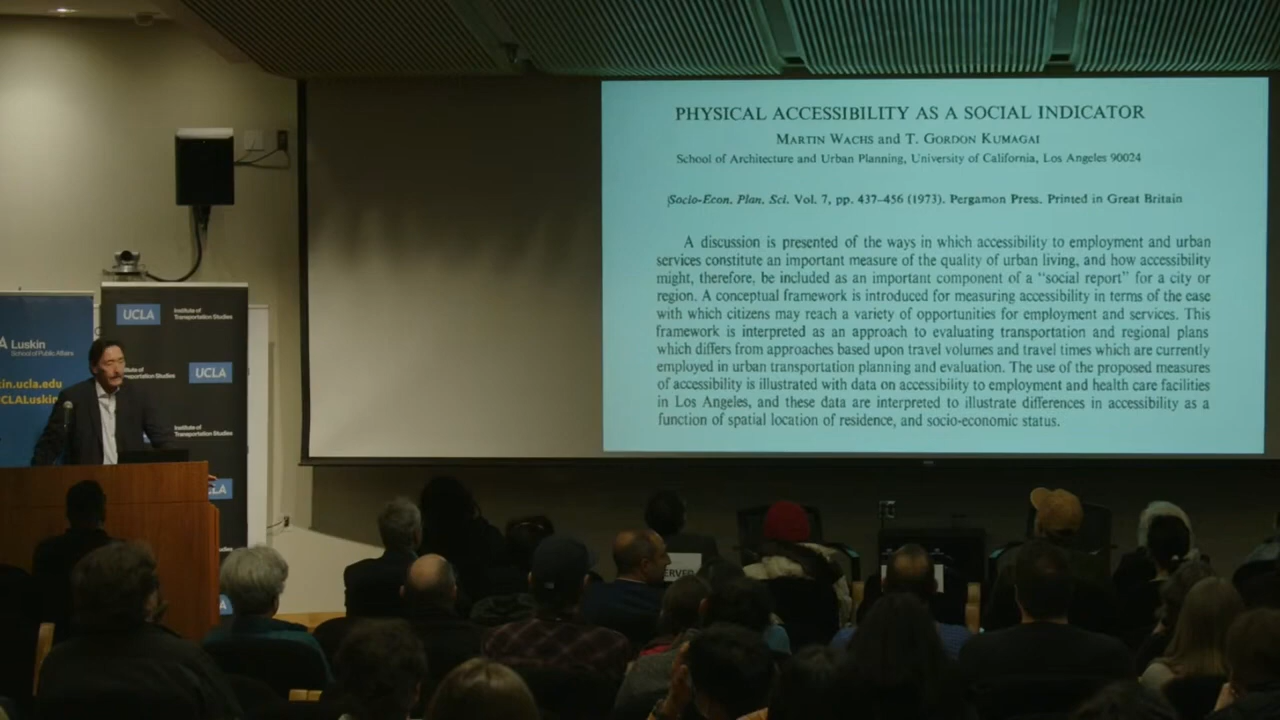 PHYSICAL ACCESSIBILITY AS A SOCIAL INDICATOR
MARTIN WACHS and T. GORDON KUMAGAI
School of Architecture and Urban Planning, University of California, Los Angeles 90024
Socio-Econ. Plan. Sci. Vol. 7, pp. 437–456 (1973). Pergamon Press. Printed in Great Britain
A discussion is presented of the ways in which accessibility to employment and urban
services constitute an important measure of the quality of urban living, and how accessibility
might, therefore, be included as an important component of a “social report” for a city or
region. A conceptual framework is introduced for measuring accessibility in terms of the ease
with which citizens may reach a variety of opportunities for employment and services. This
framework is interpreted as an approach to evaluating transportation and regional plans
which differs from approaches based upon travel volumes and travel times which are currently
employed in urban transportation planning and evaluation. The use of the proposed measures
of accessibility is illustrated with data on accessibility to employment and health care facilities
in Los Angeles, and these data are interpreted to illustrate differences in accessibility as a
function of spatial location of residence, and socio-economic status.
UCLA
Institute of
Transportation Studies
A Luskin
School of Public Affairs
kin.ucla.edu
CLALuskin
te of
rtation Studies
UCLA
Institute of
Transportation Studies
LA
ERVED
A